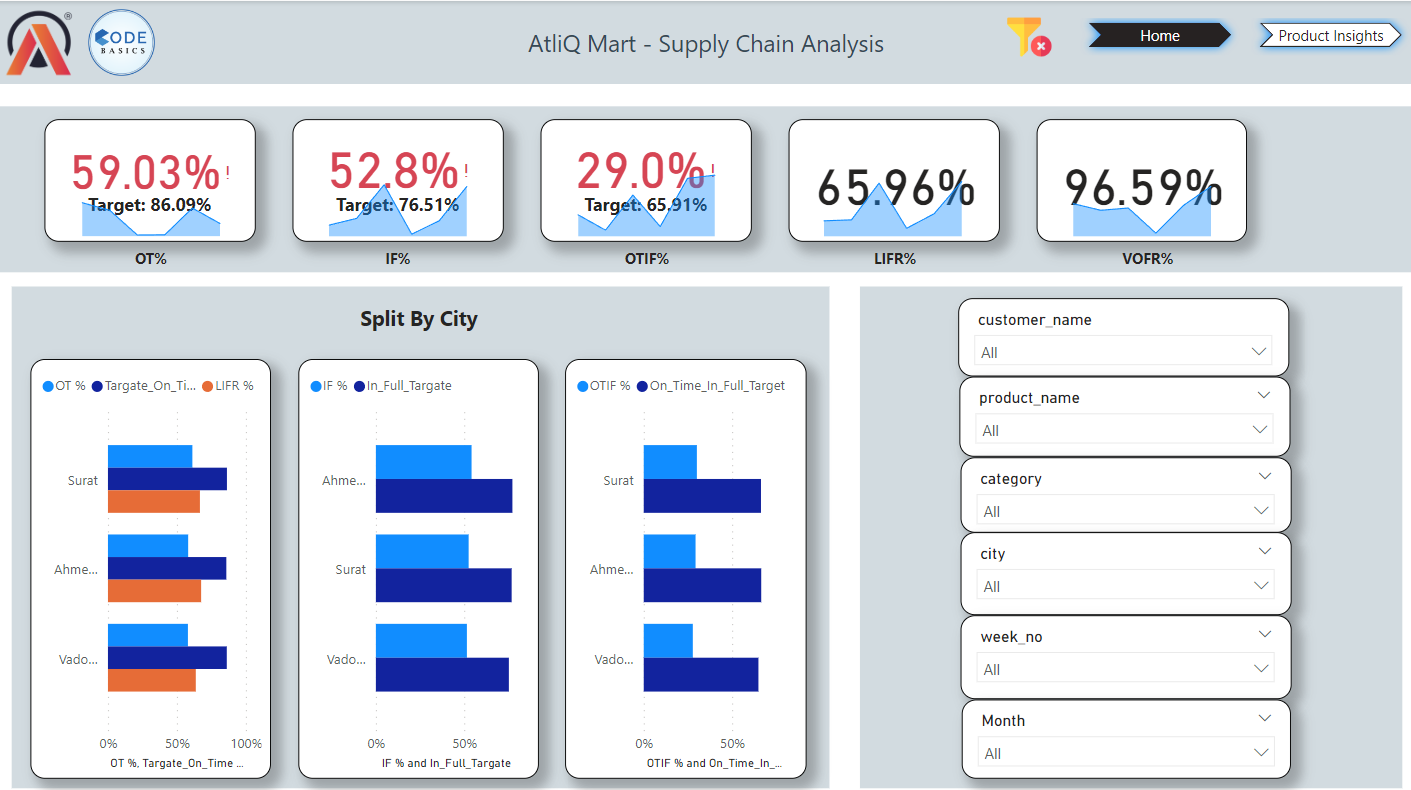 ®
CODE
BASICS
AtliQ Mart - Supply Chain Analysis
Home
Product Insights
59.03%!
Target: 86.09%
OT%
52.8%!
Target: 76.51%
IF%
29.0%!
Target: 65.91%
OTIF%
65.96%
LIFR%
96.59%
VOFR%
Split By City
OT % Targate_On_Ti... LIFR %
Surat
Ahme...
Vado...
0% 50% 100%
OT %, Targate_On_Time ...
IF % In_Full_Targate
Ahme...
Surat
Vado...
0% 50%
IF % and In_Full_Targate
OTIF % On_Time_In_Full_Target
Surat
Ahme...
Vado...
0% 50%
OTIF % and On_Time_In_...
customer_name
All
product_name
All
category
All
city
All
week_no
All
Month
All